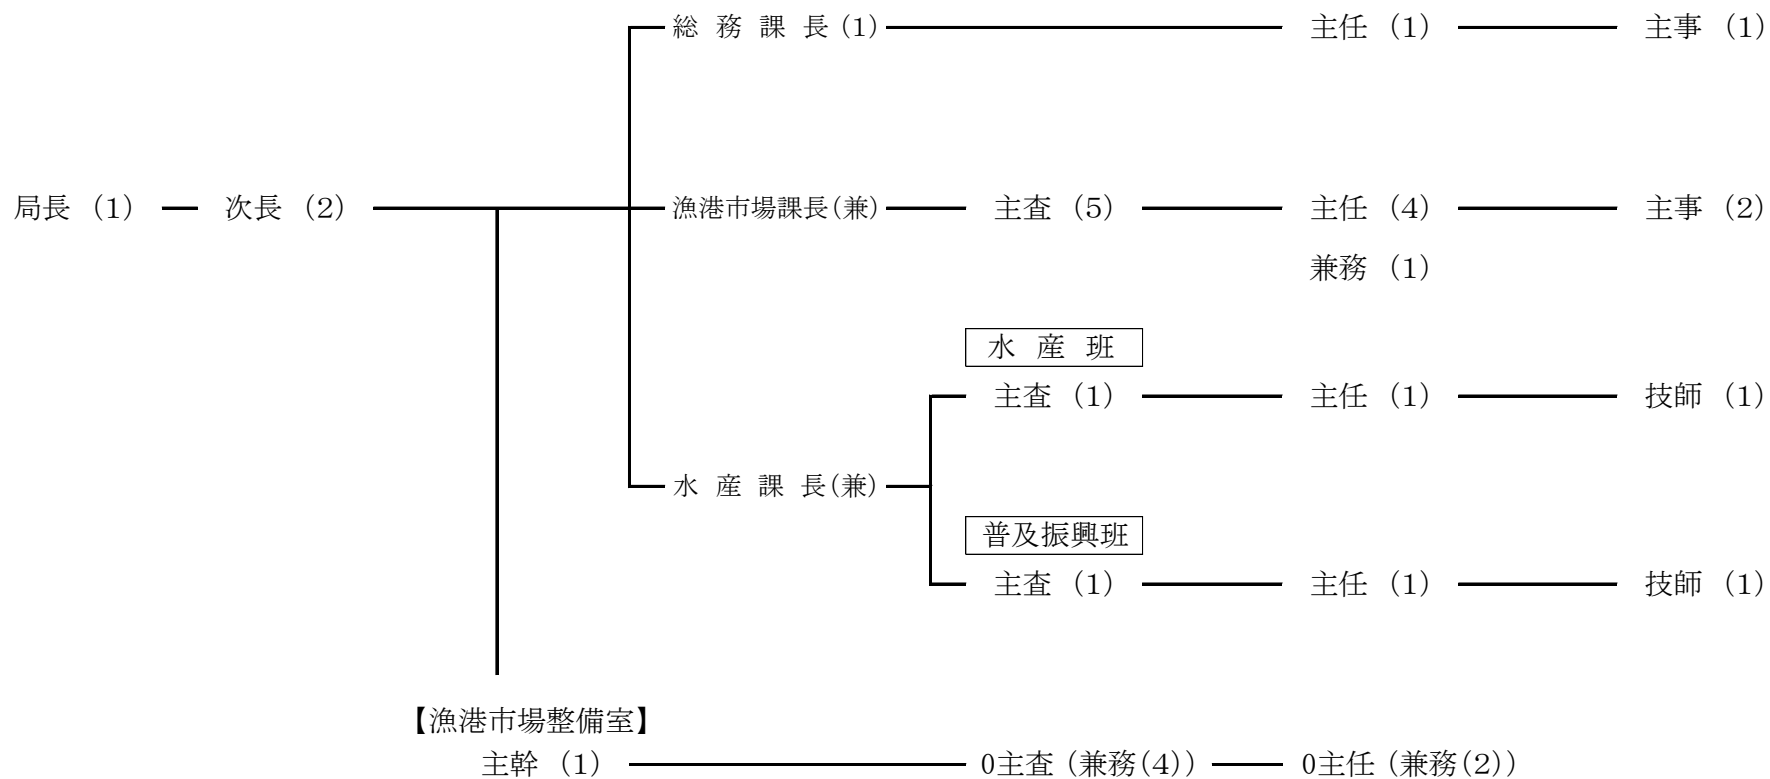 総 務 課 長 (1) 主任 (1) 主事 (1)
局長 (1) 次長 (2) 漁港市場課長(兼) 主査 (5) 主任 (4) 主事 (2)
兼務 (1)
水 産 班
主査 (1) 主任 (1) 技師 (1)
水 産 課 長(兼)
普及振興班
主査 (1) 主任 (1) 技師 (1)
【漁港市場整備室】
主幹 (1) 0主査 (兼務(4)) 0主任 (兼務(2))